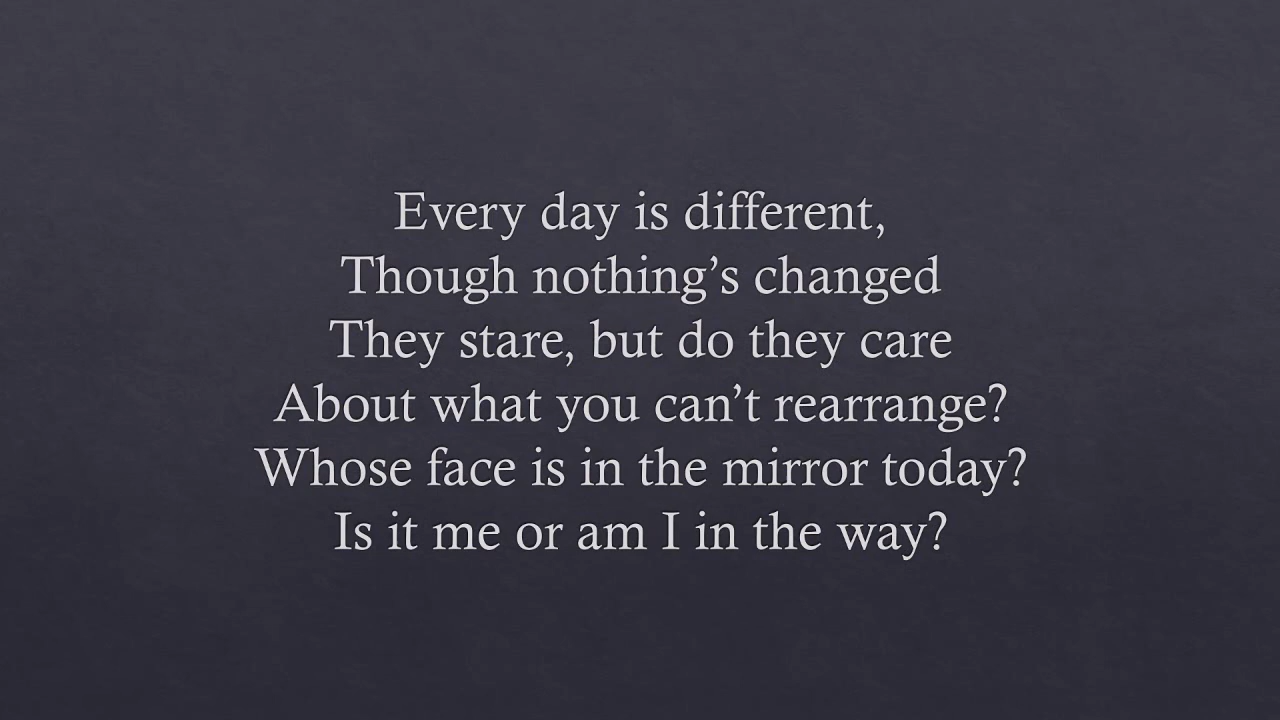 Every day is different,
Though nothing’s changed
They stare, but do they care
About what you can’t rearrange?
Whose face is in the mirror today?
Is it me or am I in the way?